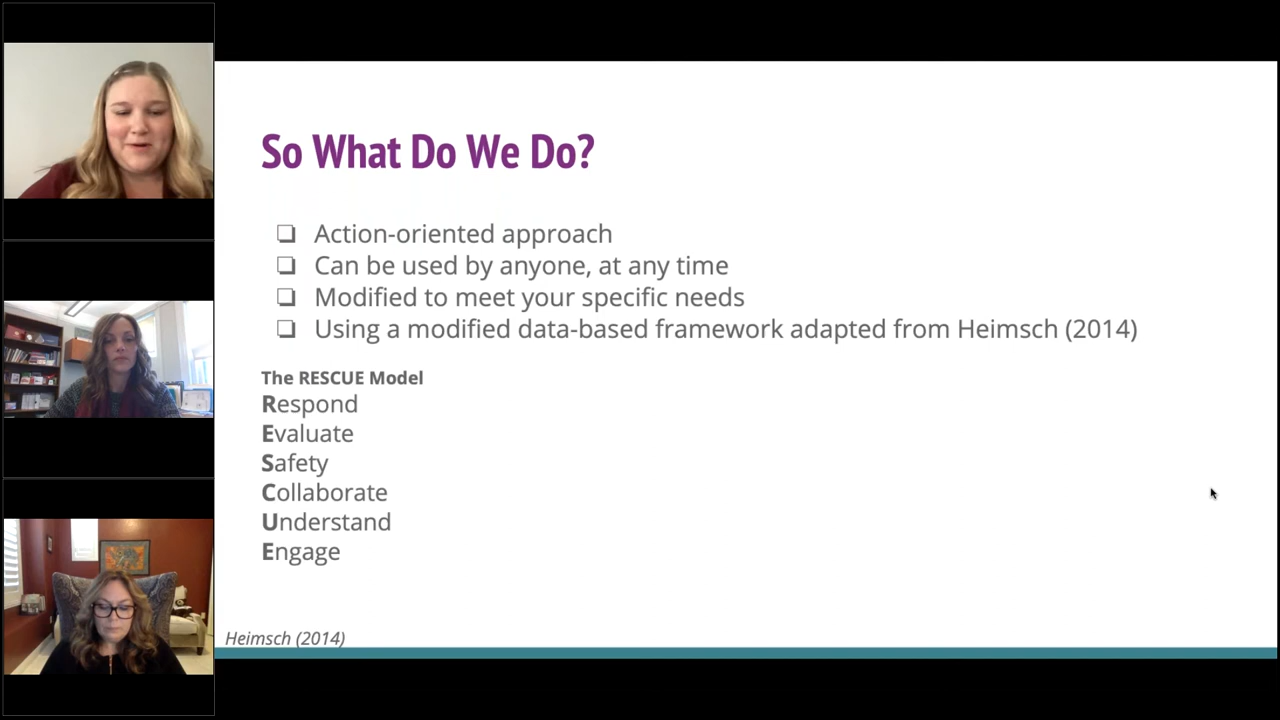 So What Do We Do?
❏ Action-oriented approach
❏ Can be used by anyone, at any time
❏ Modified to meet your specific needs
❏ Using a modified data-based framework adapted from Heimsch (2014)
The RESCUE Model
Respond
Evaluate
Safety
Collaborate
Understand
Engage
Heimsch (2014)